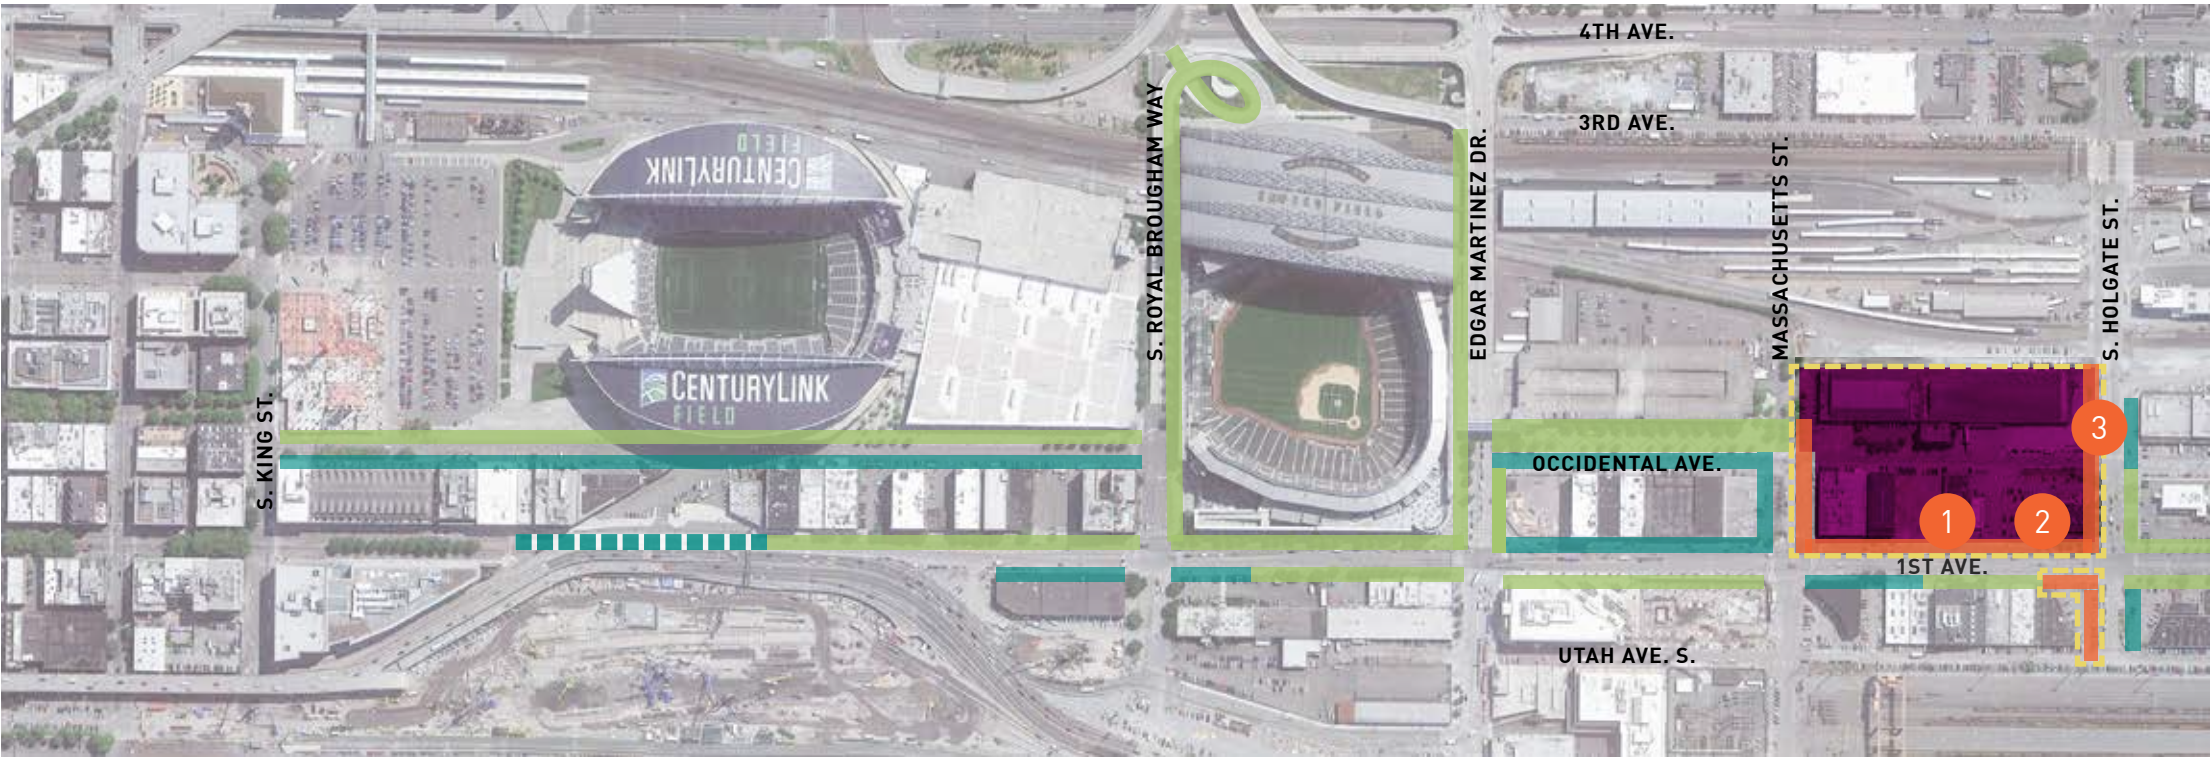 4TH AVE.
3RD AVE.
S. ROYAL BROUGHAM WAY
EDGAR MARTINEZ DR.
MASSACHUSETTS ST.
S. HOLGATE ST.
CENTURYLINK
FIELD
CENTURYLINK
FIELD
S. KING ST.
OCCIDENTAL AVE.
3
1
2
1ST AVE.
UTAH AVE. S.